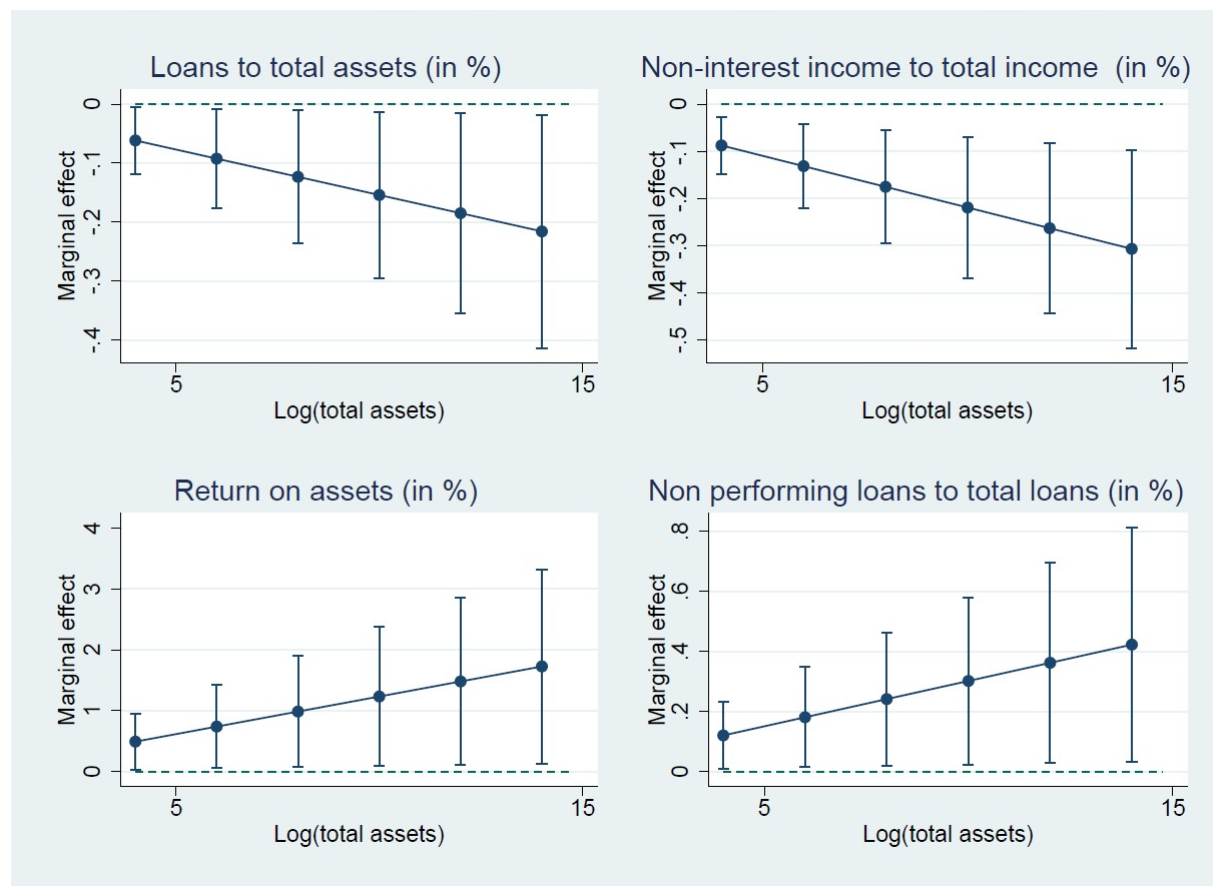 Loans to total assets (in %)
Marginal effect
0
-.1
-.2
-.3
-.4
5
15
Log(total assets)
Non-interest income to total income (in %)
Marginal effect
0
-.1
-.2
-.3
-.4
-.5
5
15
Log(total assets)
Return on assets (in %)
Marginal effect
4
3
2
1
0
5
15
Log(total assets)
Non performing loans to total loans (in %)
Marginal effect
.8
.6
.4
.2
0
5
15
Log(total assets)